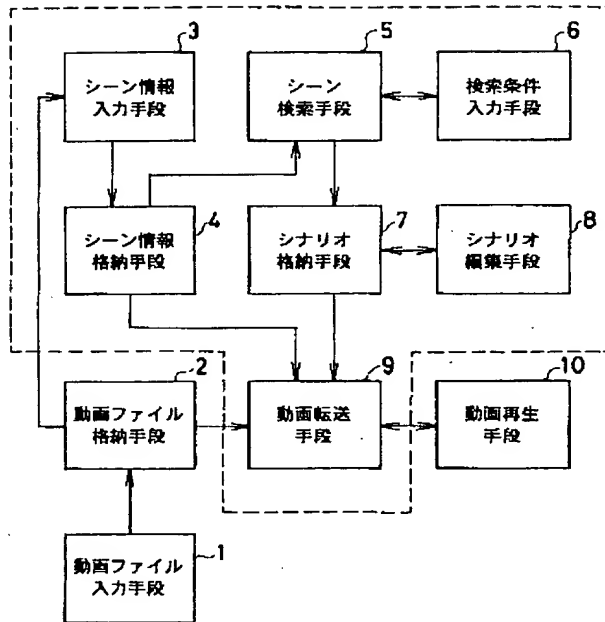 3
シーン情報
入力手段
5
シーン
検索手段
6
検索条件
入力手段
4
シーン情報
格納手段
7
シナリオ
格納手段
8
シナリオ
編集手段
2
動画ファイル
格納手段
9
動画転送
手段
10
動画再生
手段
1
動画ファイル
入力手段